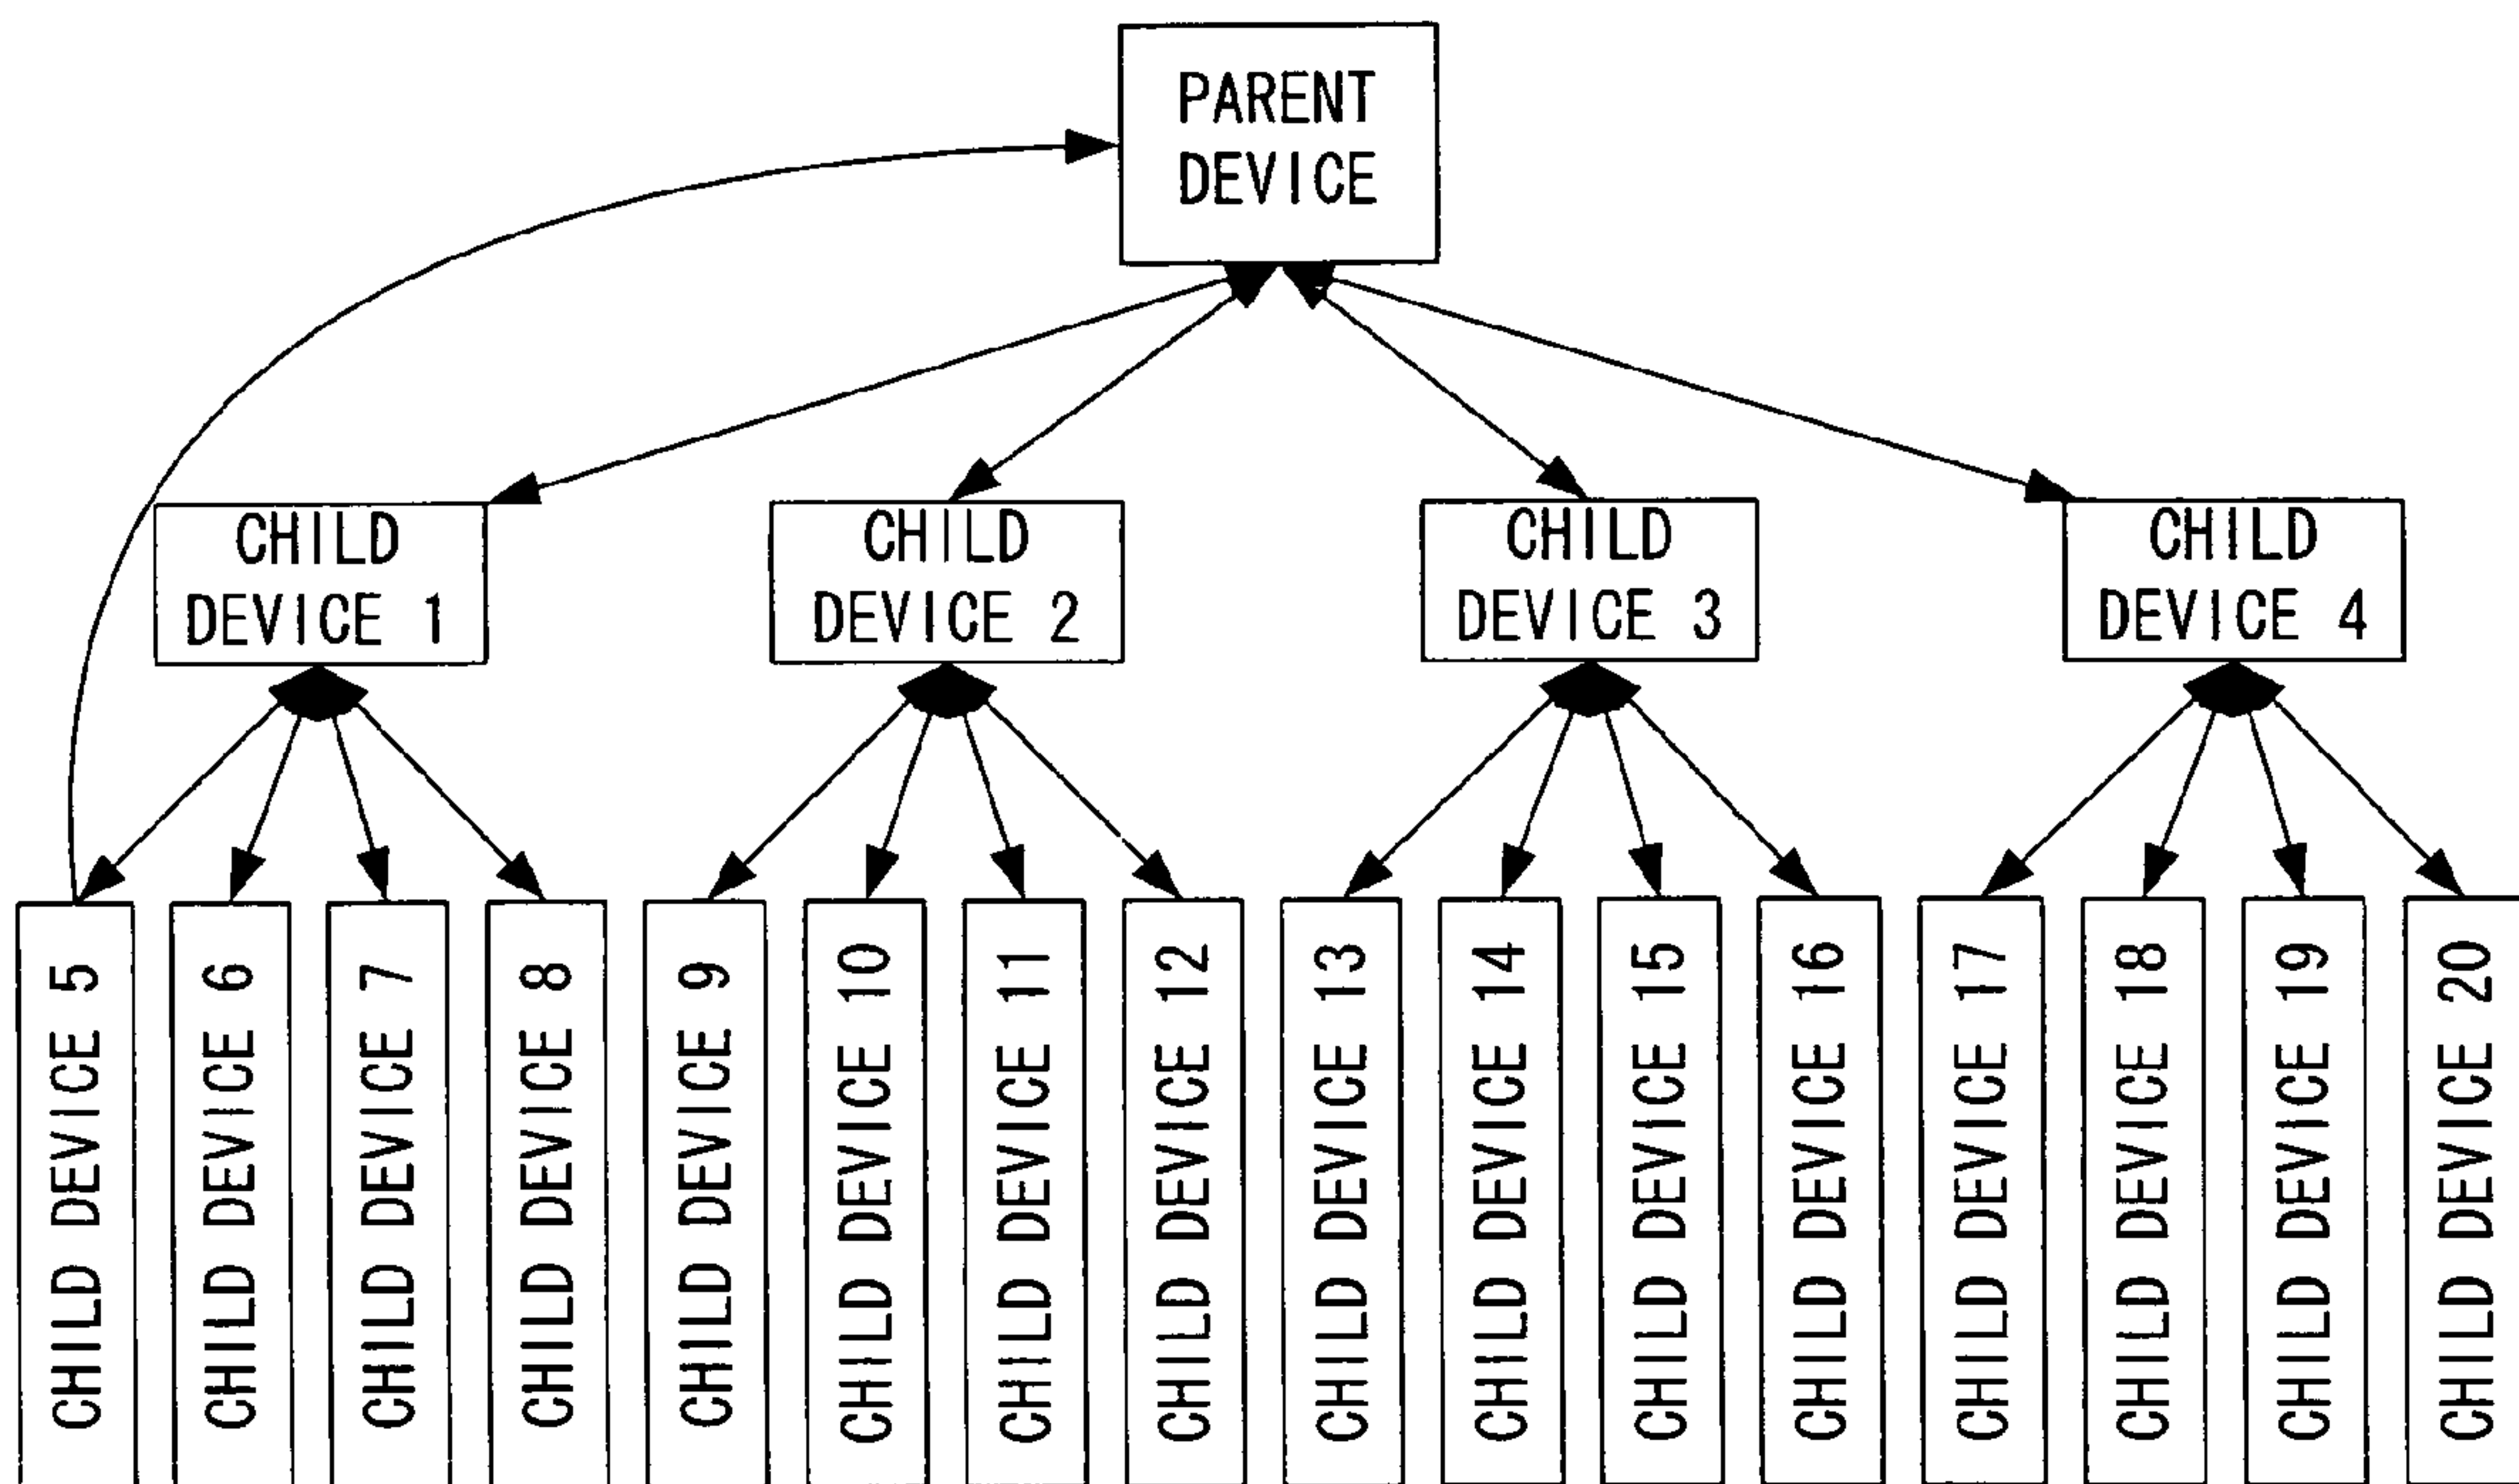 PARENT
DEVICE
CHILD
DEVICE 1
CHILD
DEVICE 2
CHILD
DEVICE 3
CHILD
DEVICE 4
CHILD DEVICE 5
CHILD DEVICE 6
CHILD DEVICE 7
CHILD DEVICE 8
CHILD DEVICE 9
CHILD DEVICE 10
CHILD DEVICE 11
CHILD DEVICE 12
CHILD DEVICE 13
CHILD DEVICE 14
CHILD DEVICE 15
CHILD DEVICE 16
CHILD DEVICE 17
CHILD DEVICE 18
CHILD DEVICE 19
CHILD DEVICE 20